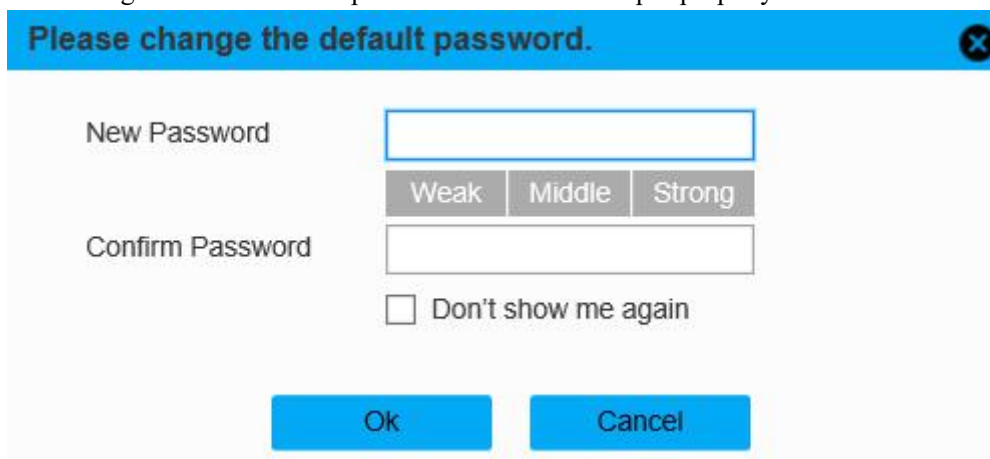 Please change the default password.
New Password
Weak Middle Strong
Confirm Password
Don't show me again
Ok Cancel